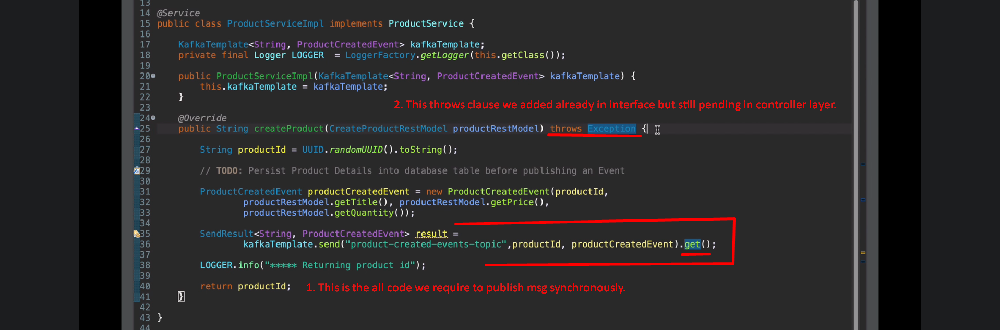 13
14 @Service
15 public class ProductServiceImpl implements ProductService {
16
17 KafkaTemplate<String, ProductCreatedEvent> kafkaTemplate;
18 private final Logger LOGGER = LoggerFactory.getLogger(this.getClass());
19
20 public ProductServiceImpl(KafkaTemplate<String, ProductCreatedEvent> kafkaTemplate) {
21 this.kafkaTemplate = kafkaTemplate;
22 }
2. This throws clause we added already in interface but still pending in controller layer.
23
24 @Override
25 public String createProduct(CreateProductRestModel productRestModel) throws Exception {
26
27 String productId = UUID.randomUUID().toString();
28
29 // TODO: Persist Product Details into database table before publishing an Event
30
31 ProductCreatedEvent productCreatedEvent = new ProductCreatedEvent(productId,
32 productRestModel.getTitle(), productRestModel.getPrice(),
33 productRestModel.getQuantity());
34
35 SendResult<String, ProductCreatedEvent> result =
36 kafkaTemplate.send("product-created-events-topic",productId, productCreatedEvent).get();
37
38 LOGGER.info("***** Returning product id");
39
40 return productId; 1. This is the all code we require to publish msg synchronously.
41 }
42
43 }
44